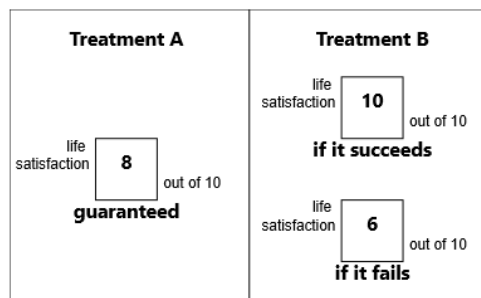 Treatment A
life
satisfaction
8
out of 10
guaranteed
Treatment B
life
satisfaction
10
out of 10
if it succeeds
life
satisfaction
6
out of 10
if it fails